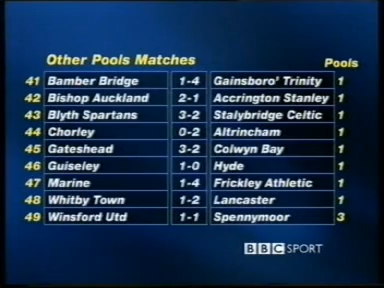 Other Pools Matches
Pools
41 Bamber Bridge 1-4 Gainsboro' Trinity 1
42 Bishop Auckland 2-1 Accrington Stanley 1
43 Blyth Spartans 3-2 Stalybridge Celtic 1
44 Chorley 0-2 Altrincham 1
45 Gateshead 3-2 Colwyn Bay 1
46 Guiseley 1-0 Hyde 1
47 Marine 1-4 Frickley Athletic 1
48 Whitby Town 1-2 Lancaster 1
49 Winsford Utd 1-1 Spennymoor 3
BBC SPORT